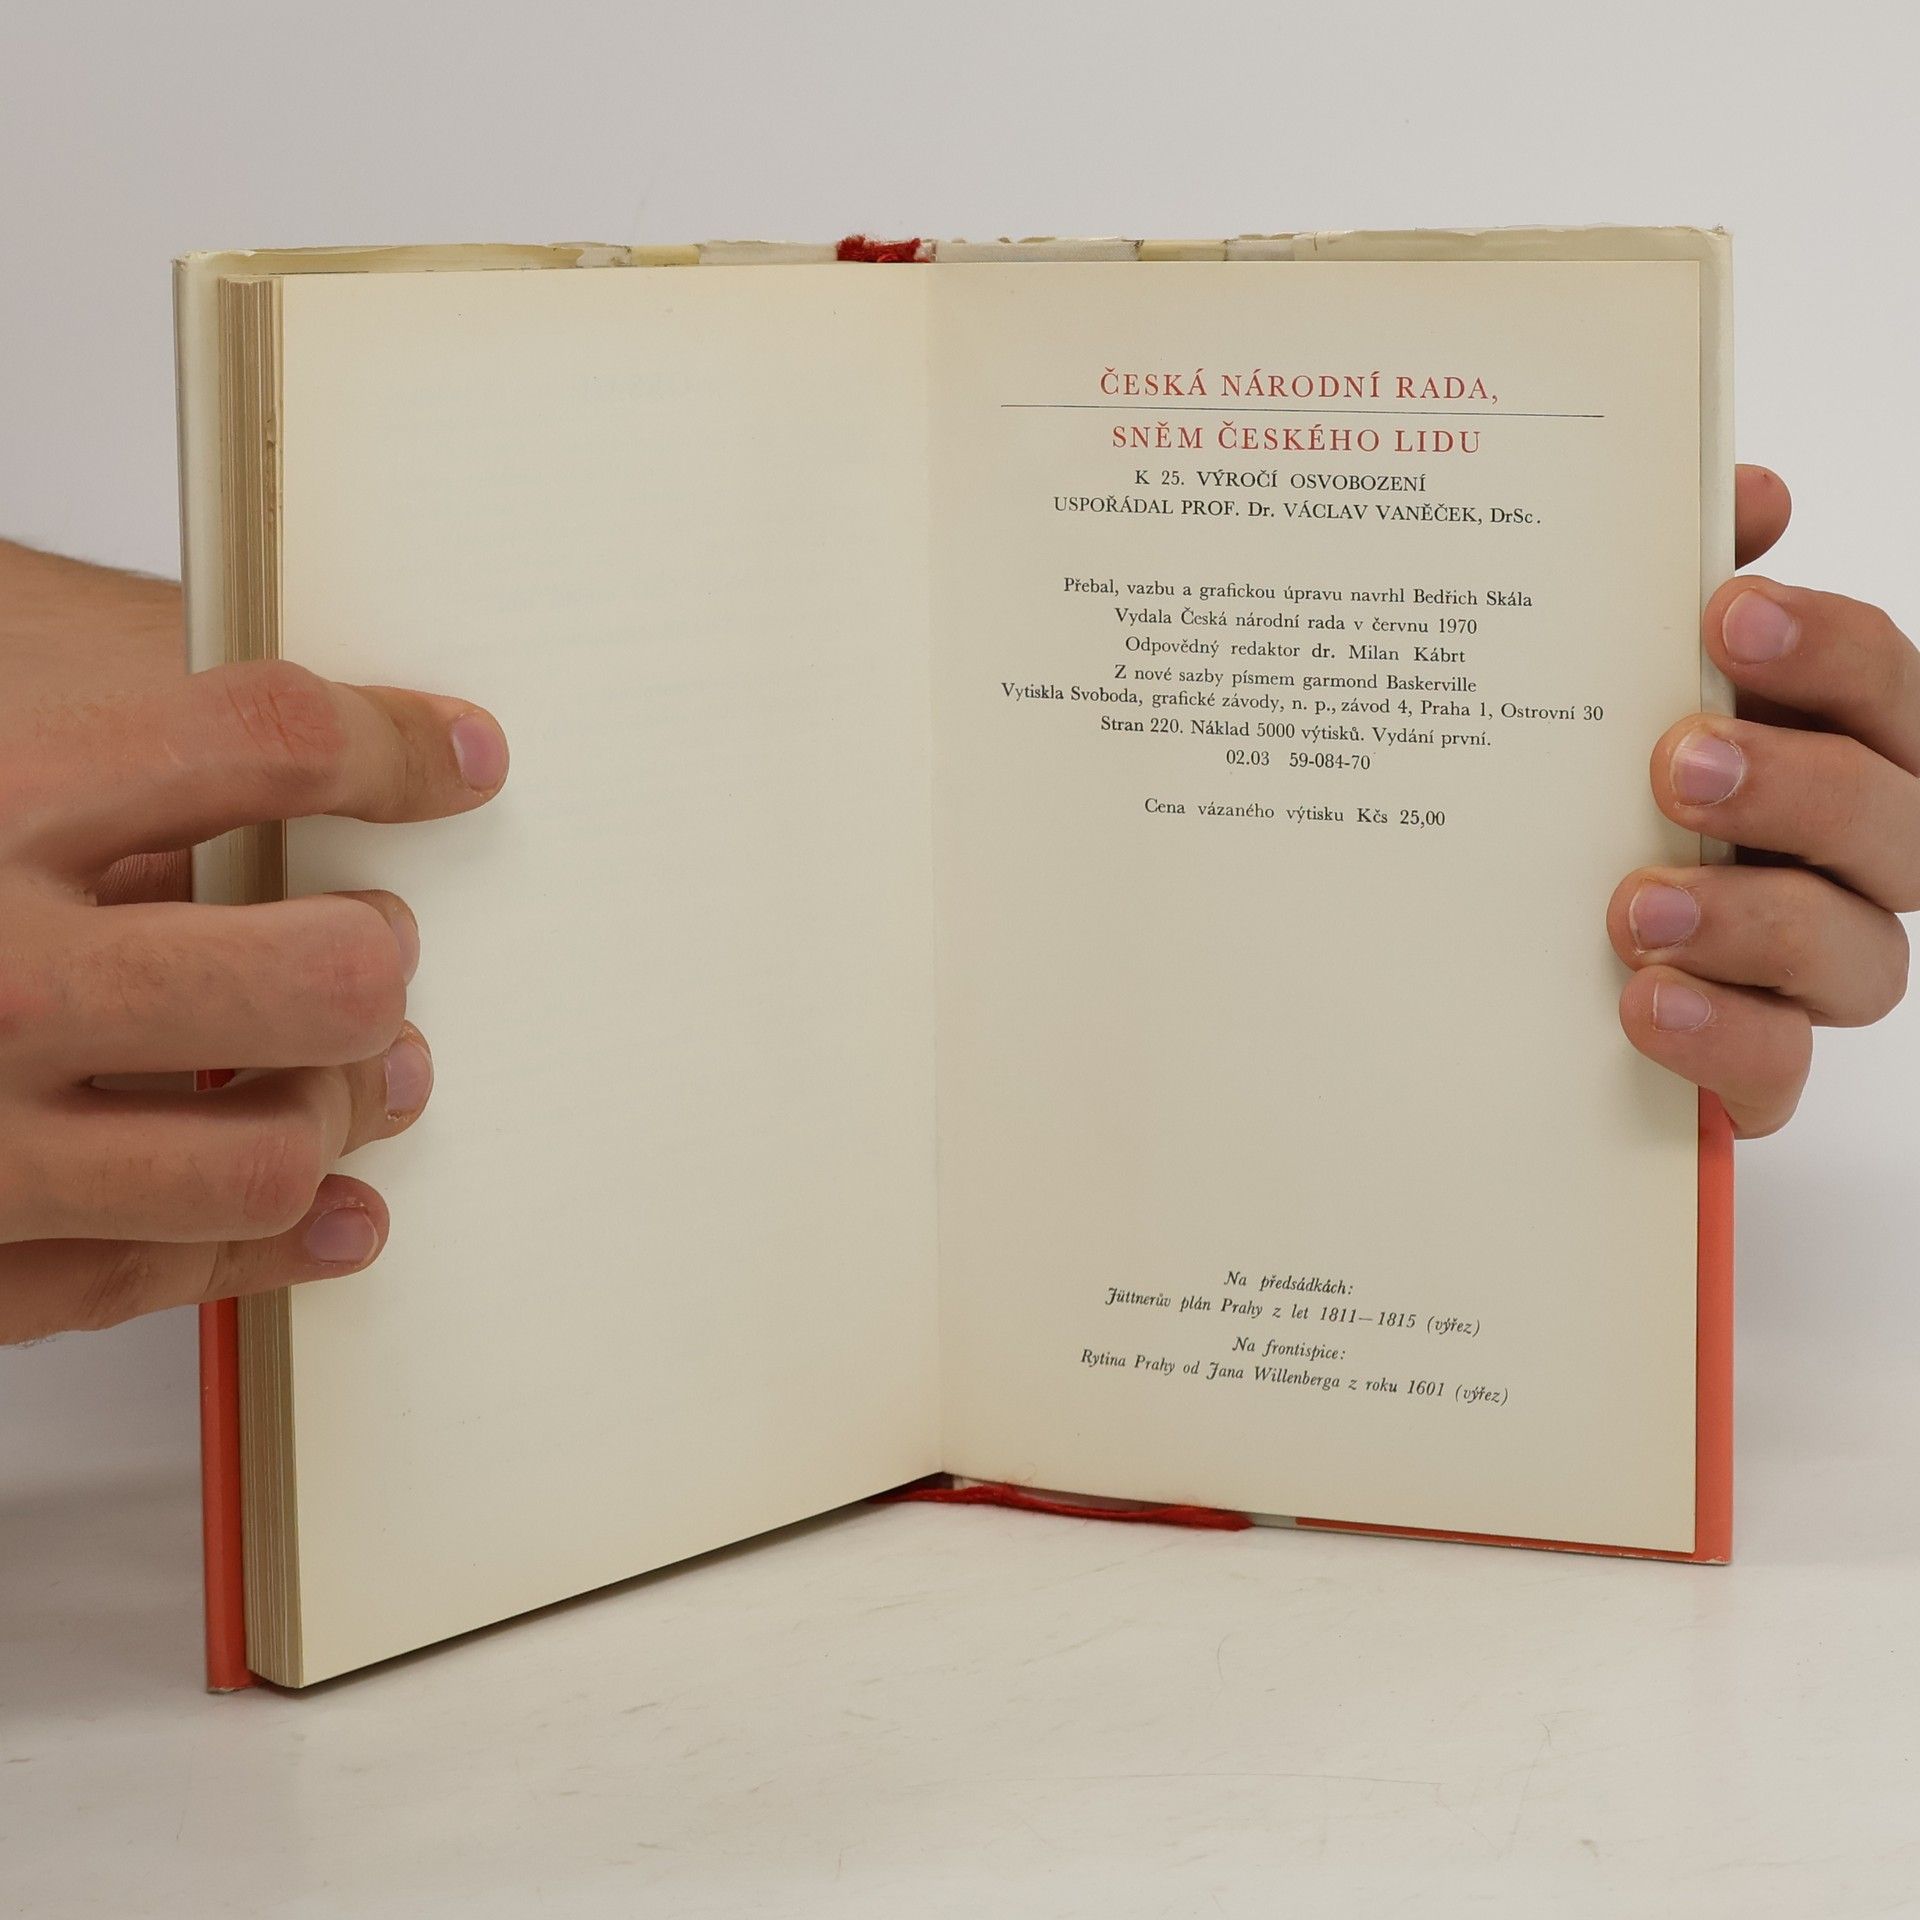 ČESKÁ NÁRODNÍ RADA,
SNĚM ČESKÉHO LIDU
K 25. VÝROČÍ OSVOBOZENÍ
USPOŘÁDAL PROF. Dr. VÁCLAV VANĚČEK, DrSc.
Přebal, vazbu a grafickou úpravu navrhl Bedřich Skála
Vydala Česká národní rada v červnu 1970
Odpovědný redaktor dr. Milan Kábrt
Z nové sazby písmem garmond Baskerville
Vytiskla Svoboda, grafické závody, n. p., závod 4, Praha 1, Ostrovní 30
Stran 220. Náklad 5000 výtisků. Vydání první.
02.03 59-084-70
Cena vázaného výtisku Kčs 25,00
Na předsádkách:
Jüttnerův plán Prahy z let 1811—1815 (výřez)
Na frontispice:
Rytina Prahy od Jana Willenberga z roku 1601 (výřez)